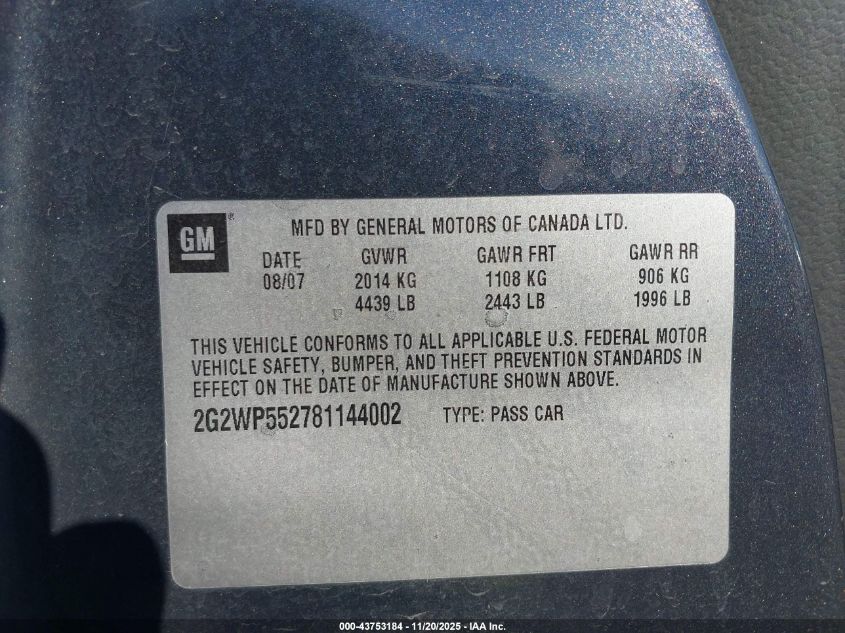 GM
®
MFD BY GENERAL MOTORS OF CANADA LTD.
DATE GVWR GAWR FRT GAWR RR
08/07 2014 KG 1108 KG 906 KG
4439 LB 2443 LB 1996 LB
THIS VEHICLE CONFORMS TO ALL APPLICABLE U.S. FEDERAL MOTOR
VEHICLE SAFETY, BUMPER, AND THEFT PREVENTION STANDARDS IN
EFFECT ON THE DATE OF MANUFACTURE SHOWN ABOVE.
2G2WP552781144002 TYPE: PASS CAR
000-43753184 - 11/20/2025 - IAA Inc.